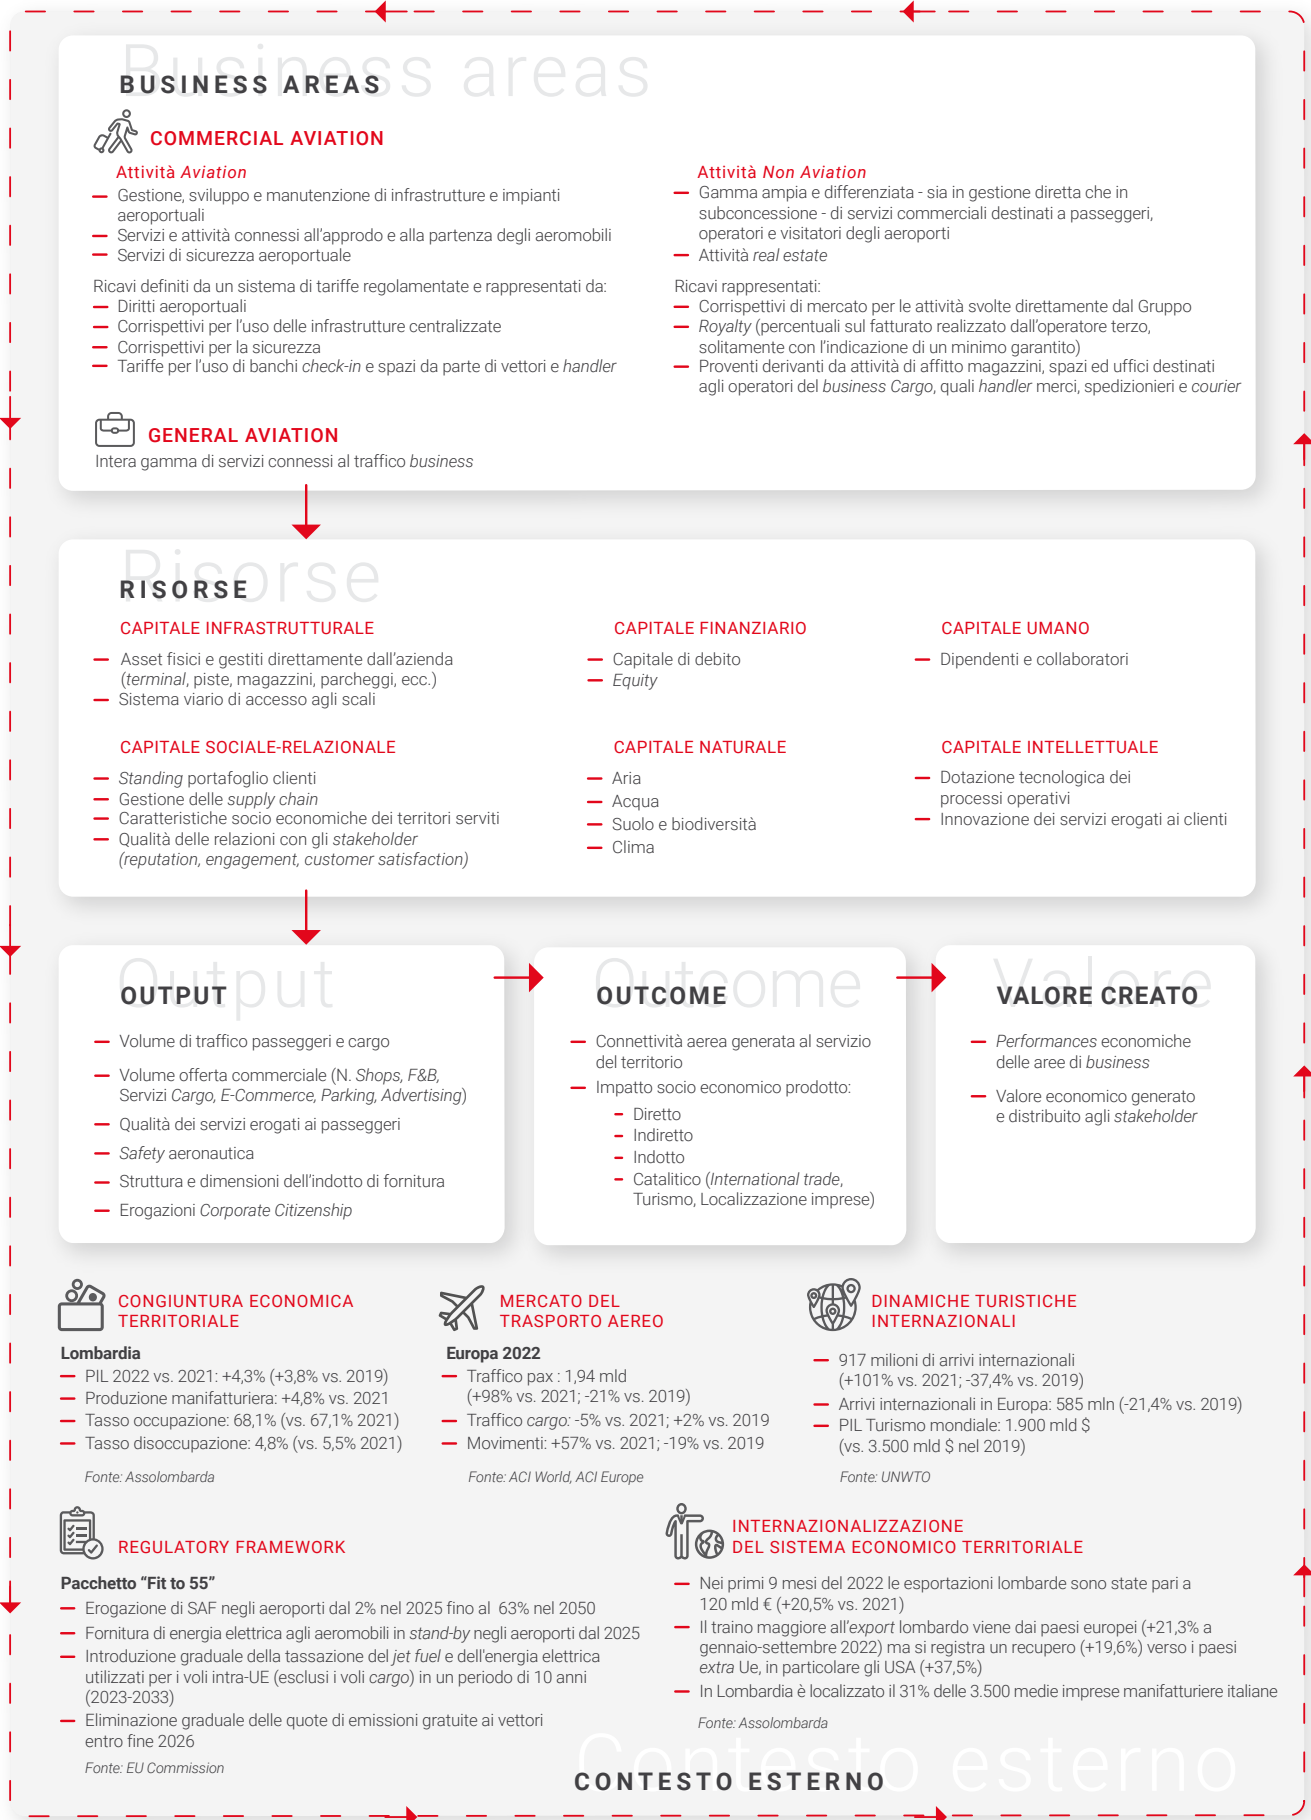 Business areas
BUSINESS AREAS
COMMERCIAL AVIATION
Attività Aviation
Gestione, sviluppo e manutenzione di infrastrutture e impianti
aeroportuali
Servizi e attività connessi all’approdo e alla partenza degli aeromobili
Servizi di sicurezza aeroportuale
Ricavi definiti da un sistema di tariffe regolamentate e rappresentati da:
Diritti aeroportuali
Corrispettivi per l’uso delle infrastrutture centralizzate
Corrispettivi per la sicurezza
Tariffe per l’uso di banchi check-in e spazi da parte di vettori e handler
Attività Non Aviation
Gamma ampia e differenziata - sia in gestione diretta che in
subconcessione - di servizi commerciali destinati a passeggeri,
operatori e visitatori degli aeroporti
Attività real estate
Ricavi rappresentati:
Corrispettivi di mercato per le attività svolte direttamente dal Gruppo
Royalty (percentuali sul fatturato realizzato dall’operatore terzo,
solitamente con l’indicazione di un minimo garantito)
Proventi derivanti da attività di affitto magazzini, spazi ed uffici destinati
agli operatori del business Cargo, quali handler merci, spedizionieri e courier
GENERAL AVIATION
Intera gamma di servizi connessi al traffico business
Risorse
RISORSE
CAPITALE INFRASTRUTTURALE
Asset fisici e gestiti direttamente dall’azienda
(terminal, piste, magazzini, parcheggi, ecc.)
Sistema viario di accesso agli scali
CAPITALE FINANZIARIO
Capitale di debito
Equity
CAPITALE UMANO
Dipendenti e collaboratori
CAPITALE SOCIALE-RELAZIONALE
Standing portafoglio clienti
Gestione delle supply chain
Caratteristiche socio economiche dei territori serviti
Qualità delle relazioni con gli stakeholder
(reputation, engagement, customer satisfaction)
CAPITALE NATURALE
Aria
Acqua
Suolo e biodiversità
Clima
CAPITALE INTELLETTUALE
Dotazione tecnologica dei
processi operativi
Innovazione dei servizi erogati ai clienti
Output
OUTPUT
Volume di traffico passeggeri e cargo
Volume offerta commerciale (N. Shops, F&B,
Servizi Cargo, E-Commerce, Parking, Advertising)
Qualità dei servizi erogati ai passeggeri
Safety aeronautica
Struttura e dimensioni dell’indotto di fornitura
Erogazioni Corporate Citizenship
Outcome
OUTCOME
Connettività aerea generata al servizio
del territorio
Impatto socio economico prodotto:
Diretto
Indiretto
Indotto
Catalitico (International trade,
Turismo, Localizzazione imprese)
Valore
VALORE CREATO
Performances economiche
delle aree di business
Valore economico generato
e distribuito agli stakeholder
CONGIUNTURA ECONOMICA
TERRITORIALE
Lombardia
PIL 2022 vs. 2021: +4,3% (+3,8% vs. 2019)
Produzione manifatturiera: +4,8% vs. 2021
Tasso occupazione: 68,1% (vs. 67,1% 2021)
Tasso disoccupazione: 4,8% (vs. 5,5% 2021)
Fonte: Assolombarda
MERCATO DEL
TRASPORTO AEREO
Europa 2022
Traffico pax : 1,94 mld
(+98% vs. 2021; -21% vs. 2019)
Traffico cargo: -5% vs. 2021; +2% vs. 2019
Movimenti: +57% vs. 2021; -19% vs. 2019
Fonte: ACI World, ACI Europe
DINAMICHE TURISTICHE
INTERNAZIONALI
917 milioni di arrivi internazionali
(+101% vs. 2021; -37,4% vs. 2019)
Arrivi internazionali in Europa: 585 mln (-21,4% vs. 2019)
PIL Turismo mondiale: 1.900 mld $
(vs. 3.500 mld $ nel 2019)
Fonte: UNWTO
REGULATORY FRAMEWORK
Pacchetto “Fit to 55”
Erogazione di SAF negli aeroporti dal 2% nel 2025 fino al 63% nel 2050
Fornitura di energia elettrica agli aeromobili in stand-by negli aeroporti dal 2025
Introduzione graduale della tassazione del jet fuel e dell'energia elettrica
utilizzati per i voli intra-UE (esclusi i voli cargo) in un periodo di 10 anni
(2023-2033)
Eliminazione graduale delle quote di emissioni gratuite ai vettori
entro fine 2026
Fonte: EU Commission
INTERNAZIONALIZZAZIONE
DEL SISTEMA ECONOMICO TERRITORIALE
Nei primi 9 mesi del 2022 le esportazioni lombarde sono state pari a
120 mld € (+20,5% vs. 2021)
Il traino maggiore all’export lombardo viene dai paesi europei (+21,3% a
gennaio-settembre 2022) ma si registra un recupero (+19,6%) verso i paesi
extra Ue, in particolare gli USA (+37,5%)
In Lombardia è localizzato il 31% delle 3.500 medie imprese manifatturiere italiane
Fonte: Assolombarda
Contesto esterno
CONTESTO ESTERNO